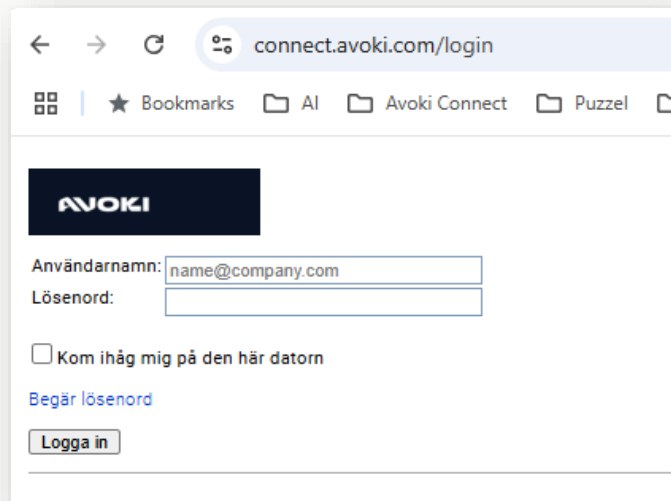 connect.avoki.com/login
Bookmarks AI Avoki Connect Puzzel
AVOKI
Användarnamn: name@company.com
Lösenord:
Kom ihåg mig på den här datorn
Begär lösenord
Logga in